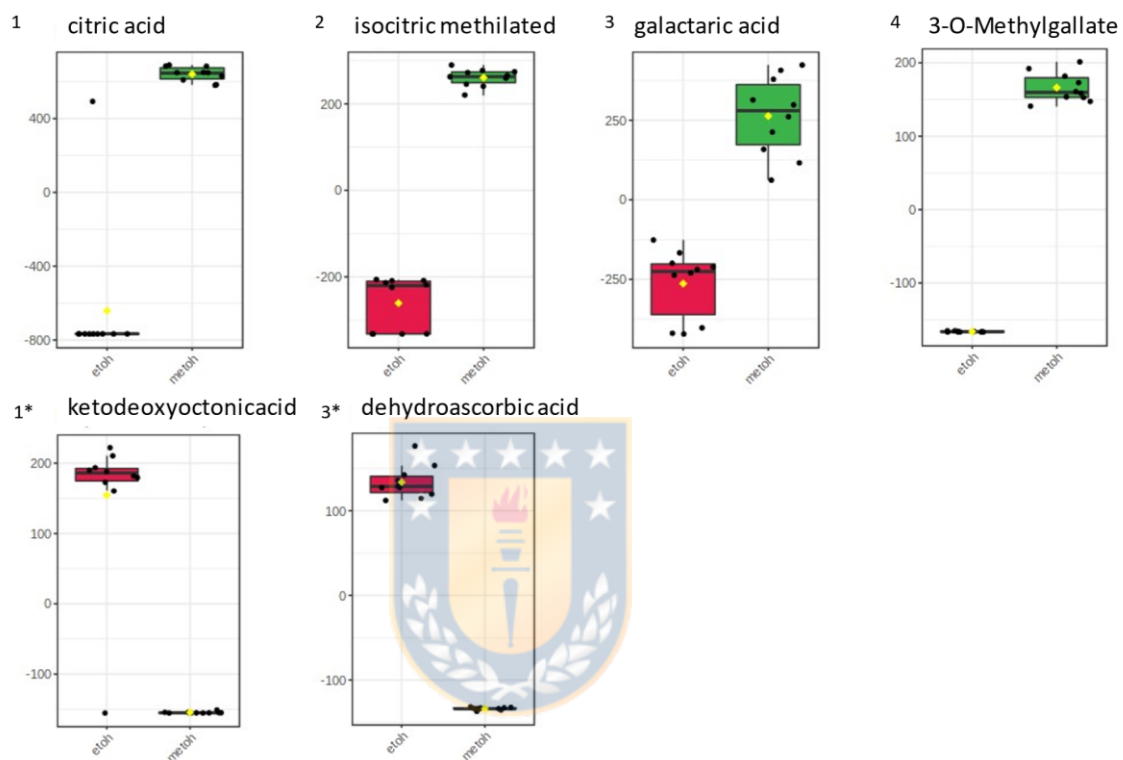 1 citric acid
400
0
-400
-800
etoh metoh
2 isocitric methilated
200
0
-200
etoh metoh
3 galactaric acid
250
0
-250
etoh metoh
4 3-O-Methylgallate
200
100
0
-100
etoh metoh
1* ketodeoxyoctonicacid
200
100
0
-100
etoh metoh
3* dehydroascorbic acid
100
0
-100
etoh metoh